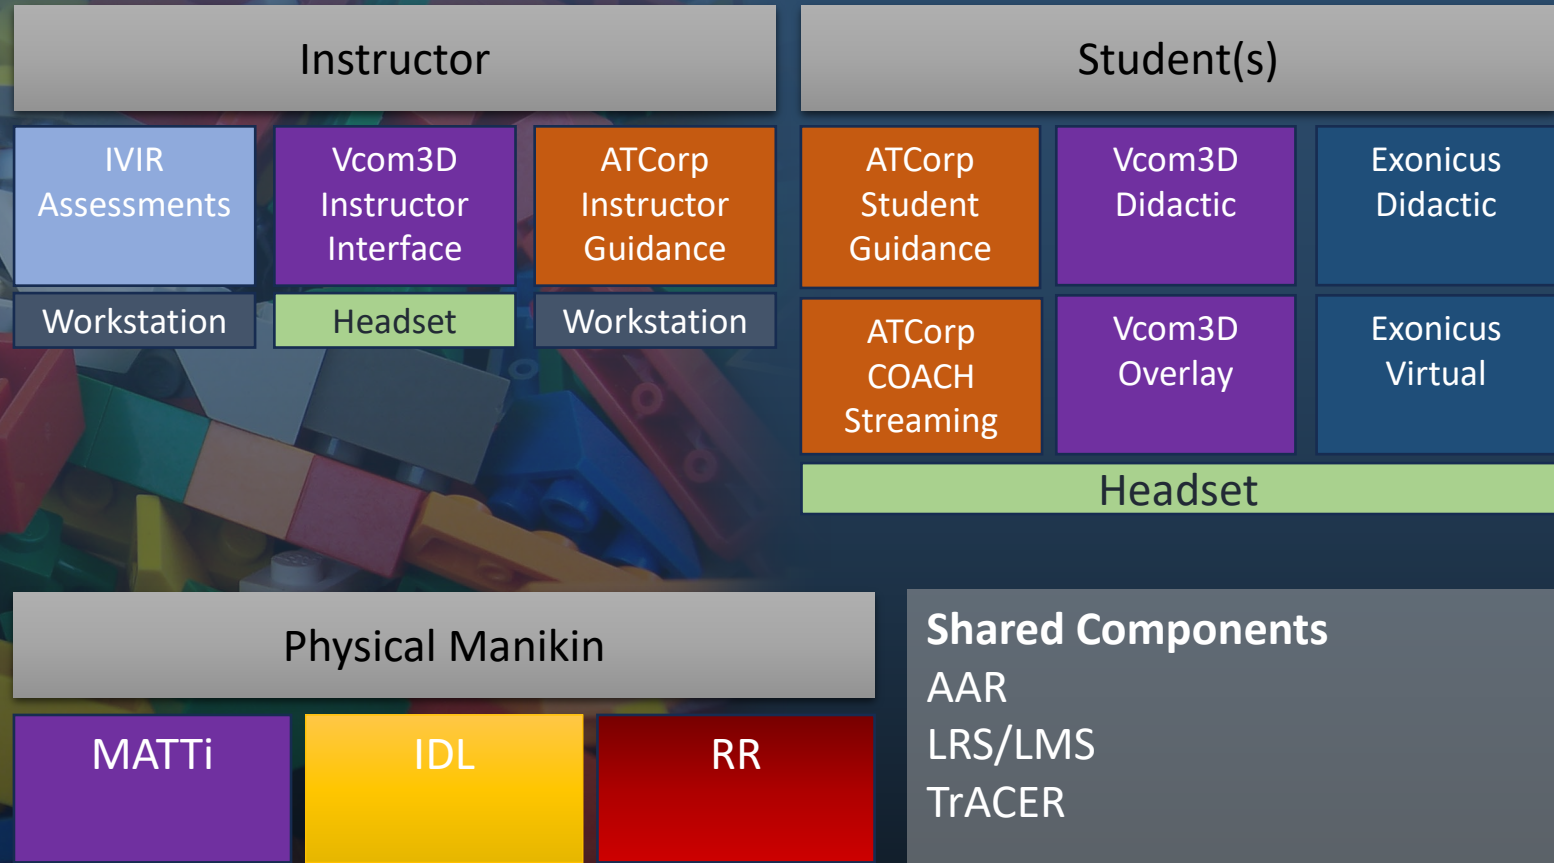 Instructor
Student(s)
IVIR
Assessments
Vcom3D
Instructor
Interface
ATCorp
Instructor
Guidance
ATCorp
Student
Guidance
Vcom3D
Didactic
Exonicus
Didactic
Workstation
Headset
Workstation
ATCorp
COACH
Streaming
Vcom3D
Overlay
Exonicus
Virtual
Headset
Physical Manikin
MATTi
IDL
RR
Shared Components
AAR
LRS/LMS
TrACER